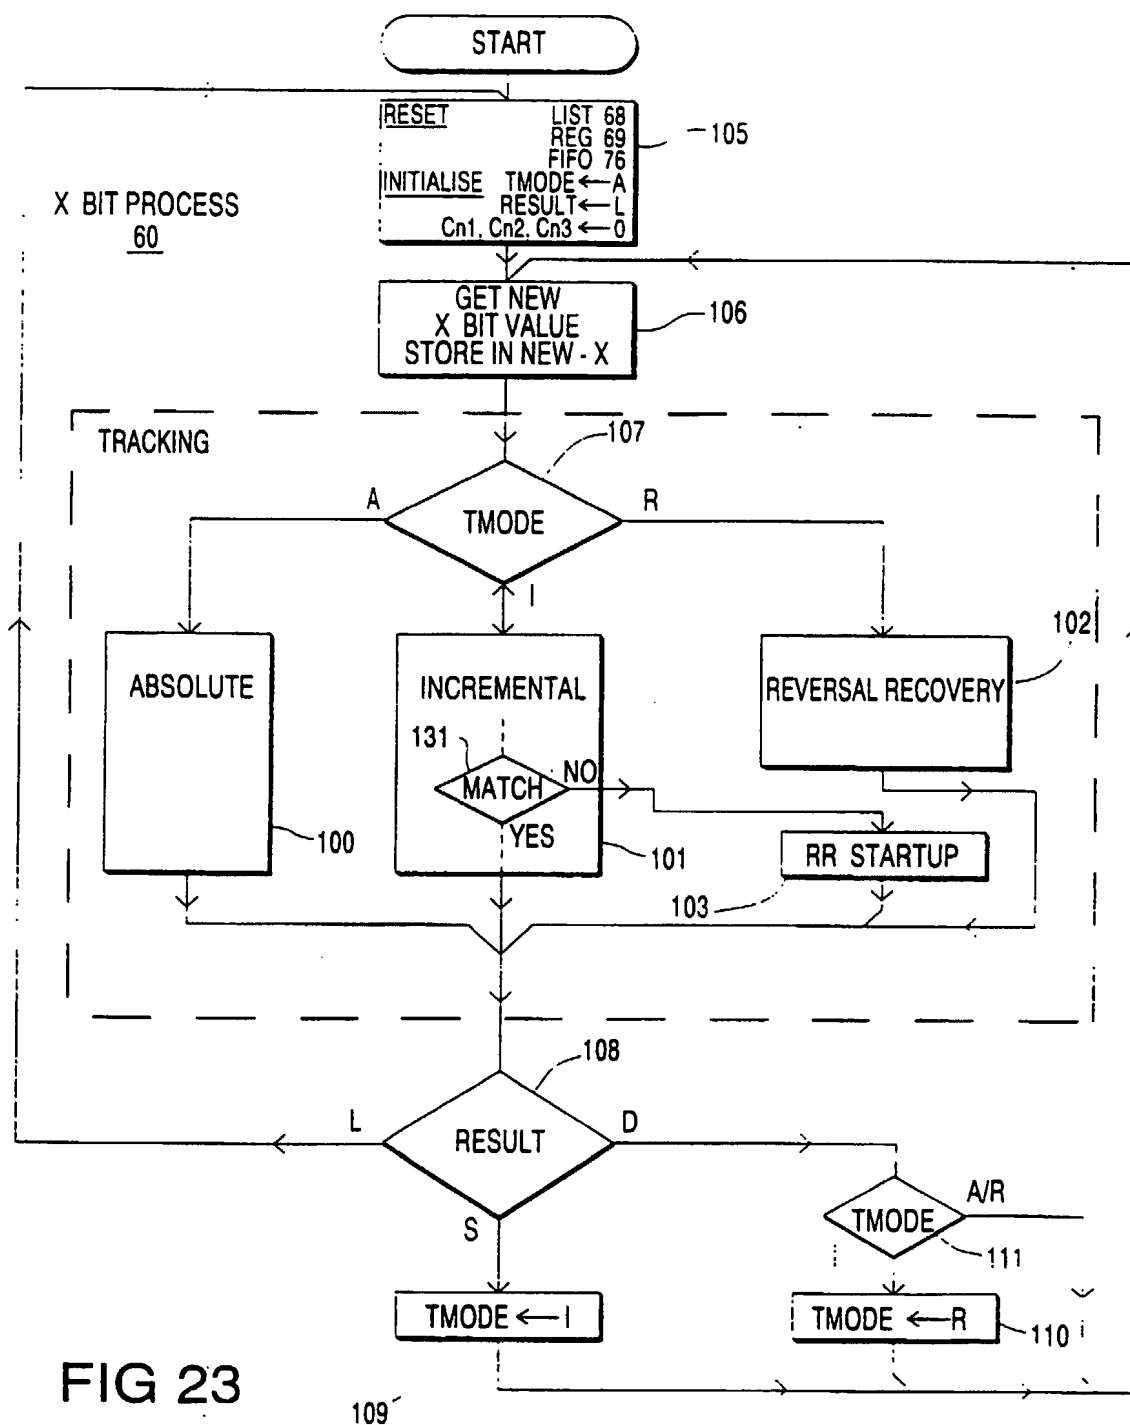 START
RESET LIST 68
REG 69
FIFO 76
INITIALISE TMODE ← A
RESULT ← L
Cn1, Cn2, Cn3 ← 0
105
X BIT PROCESS
60
GET NEW
X BIT VALUE
STORE IN NEW - X
106
TRACKING
107
A
TMODE
R
I
ABSOLUTE
INCREMENTAL
REVERSAL RECOVERY
102
131
MATCH
NO
YES
100
101
RR STARTUP
103
108
L
RESULT
D
S
A/R
TMODE
111
TMODE ← I
TMODE ← R
110
FIG 23
109